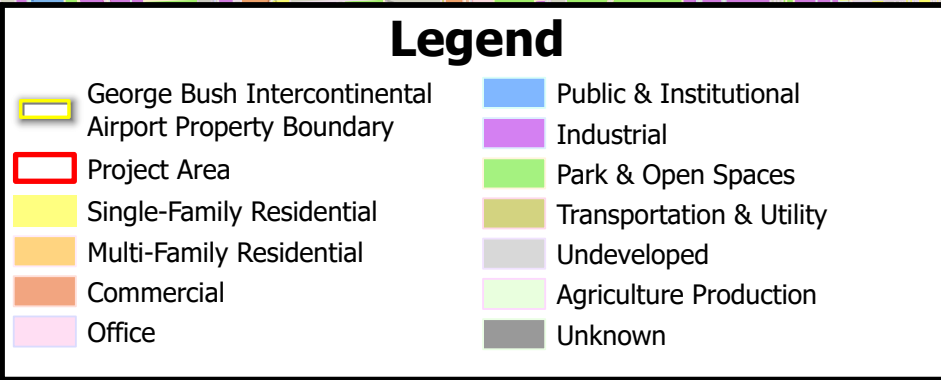 Legend
George Bush Intercontinental
Airport Property Boundary
Project Area
Single-Family Residential
Multi-Family Residential
Commercial
Office
Public & Institutional
Industrial
Park & Open Spaces
Transportation & Utility
Undeveloped
Agriculture Production
Unknown